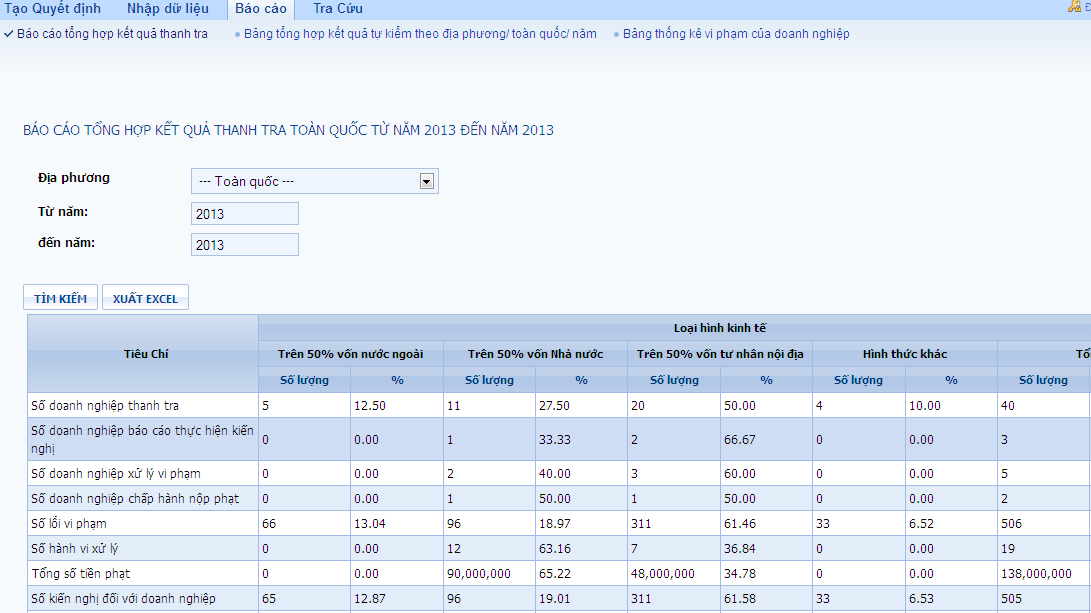 Tạo Quyết định Nhập dữ liệu Báo cáo Tra Cứu
Báo cáo tổng hợp kết quả thanh tra Bảng tổng hợp kết quả tự kiểm theo địa phương/ toàn quốc/ năm Bảng thống kê vi phạm của doanh nghiệp
BÁO CÁO TỔNG HỢP KẾT QUẢ THANH TRA TOÀN QUỐC TỪ NĂM 2013 ĐẾN NĂM 2013
Địa phương --- Toàn quốc ---
Từ năm: 2013
đến năm: 2013
TÌM KIẾM XUẤT EXCEL
Loại hình kinh tế
Tiêu Chí Trên 50% vốn nước ngoài Trên 50% vốn Nhà nước Trên 50% vốn tư nhân nội địa Hình thức khác
Số lượng % Số lượng % Số lượng % Số lượng % Số lượng
Số doanh nghiệp thanh tra 5 12.50 11 27.50 20 50.00 4 10.00 40
Số doanh nghiệp báo cáo thực hiện kiến
nghị 0 0.00 1 33.33 2 66.67 0 0.00 3
Số doanh nghiệp xử lý vi phạm 0 0.00 2 40.00 3 60.00 0 0.00 5
Số doanh nghiệp chấp hành nộp phạt 0 0.00 1 50.00 1 50.00 0 0.00 2
Số lỗi vi phạm 66 13.04 96 18.97 311 61.46 33 6.52 506
Số hành vi xử lý 0 0.00 12 63.16 7 36.84 0 0.00 19
Tổng số tiền phạt 0 0.00 90,000,000 65.22 48,000,000 34.78 0 0.00 138,000,000
Số kiến nghị đối với doanh nghiệp 65 12.87 96 19.01 311 61.58 33 6.53 505